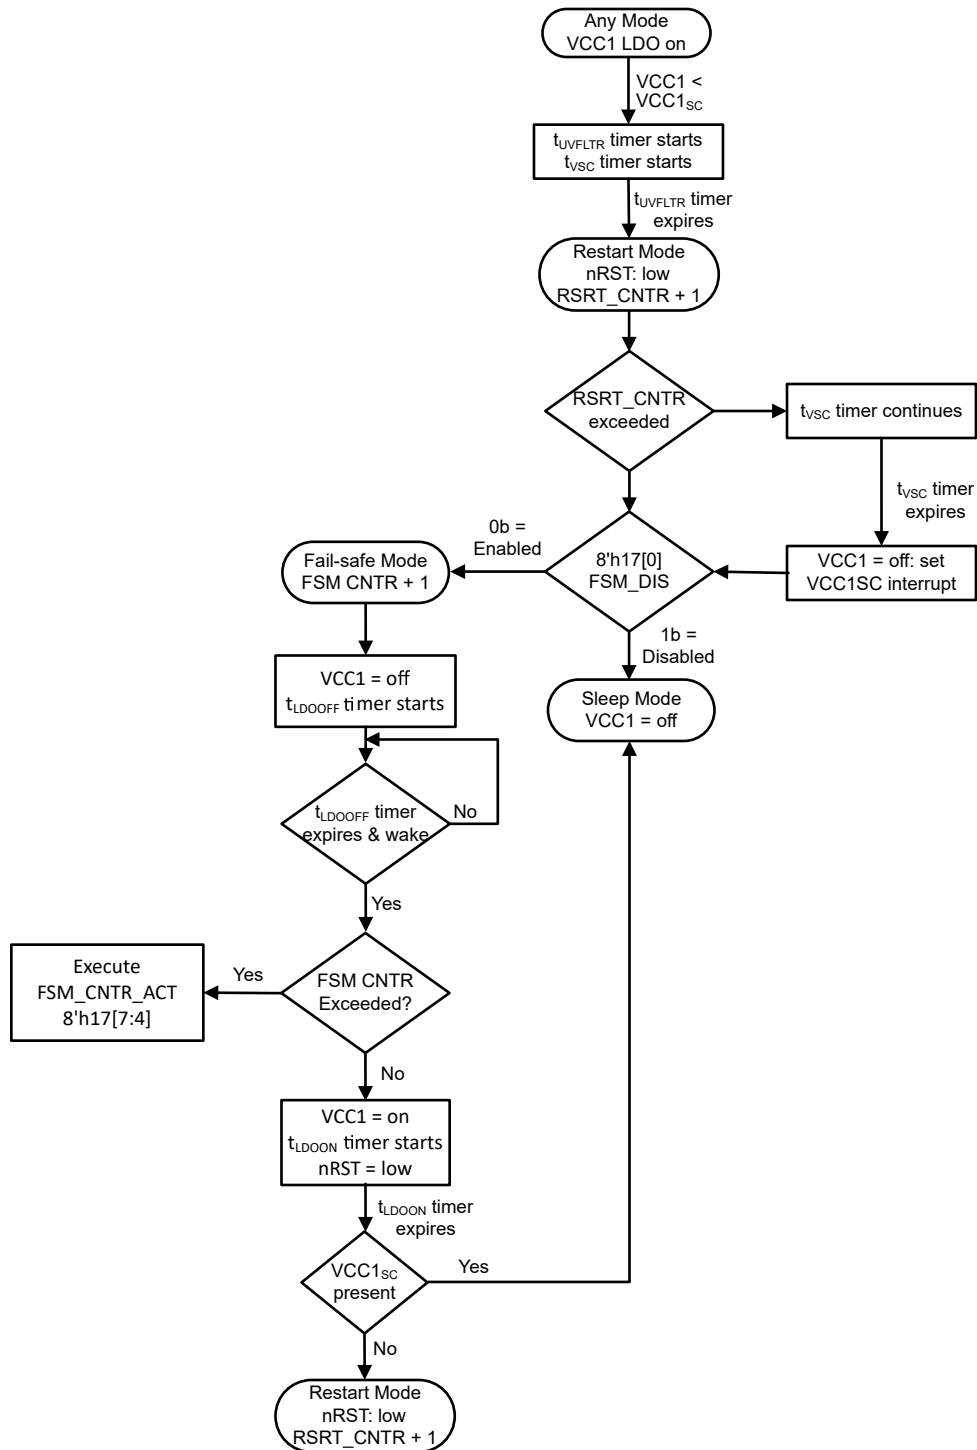 Any Mode
VCC1 LDO on
VCC1 <
VCC1SC
tUVFLTR timer starts
tVSC timer starts
tUVFLTR timer
expires
Restart Mode
nRST: low
RSRT_CNTR + 1
RSRT_CNTR
exceeded
tVSC timer continues
tVSC timer
expires
VCC1 = off: set
VCC1SC interrupt
8'h17[0]
FSM_DIS
0b =
Enabled
1b =
Disabled
Sleep Mode
VCC1 = off
Fail-safe Mode
FSM CNTR + 1
VCC1 = off
tLDOOFF timer starts
tLDOOFF timer
expires & wake
No
Yes
FSM CNTR
Exceeded?
Yes
Execute
FSM_CNTR_ACT
8'h17[7:4]
No
VCC1 = on
tLDOON timer starts
nRST = low
tLDOON timer
expires
VCC1SC
present
Yes
No
Restart Mode
nRST: low
RSRT_CNTR + 1